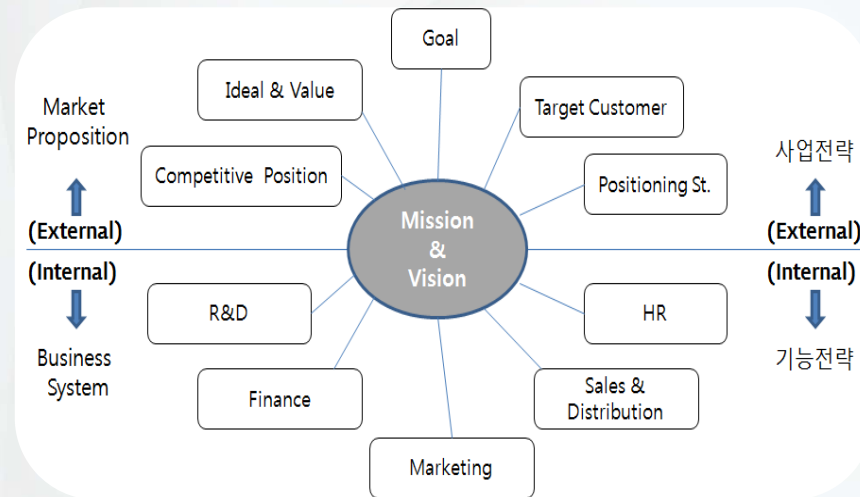 Goal
Ideal & Value
Target Customer
Market
Proposition
사업전략
Competitive Position
Positioning St.
(External)
(External)
Mission
&
Vision
(Internal)
(Internal)
R&D
HR
Business
System
기능전략
Finance
Sales &
Distribution
Marketing